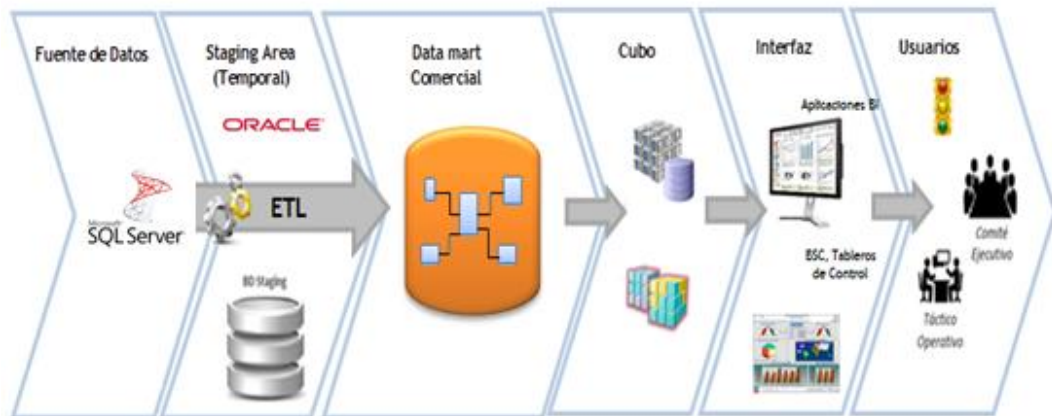 Fuente de Datos
Microsoft
SQL Server
Staging Area
(Temporal)
ORACLE
ETL
BD Staging
Data mart
Comercial
Cubo
Interfaz
Aplicaciones BI
BSC, Tableros
de Control
Usuarios
Comité
Ejecutivo
Táctico
Operativo